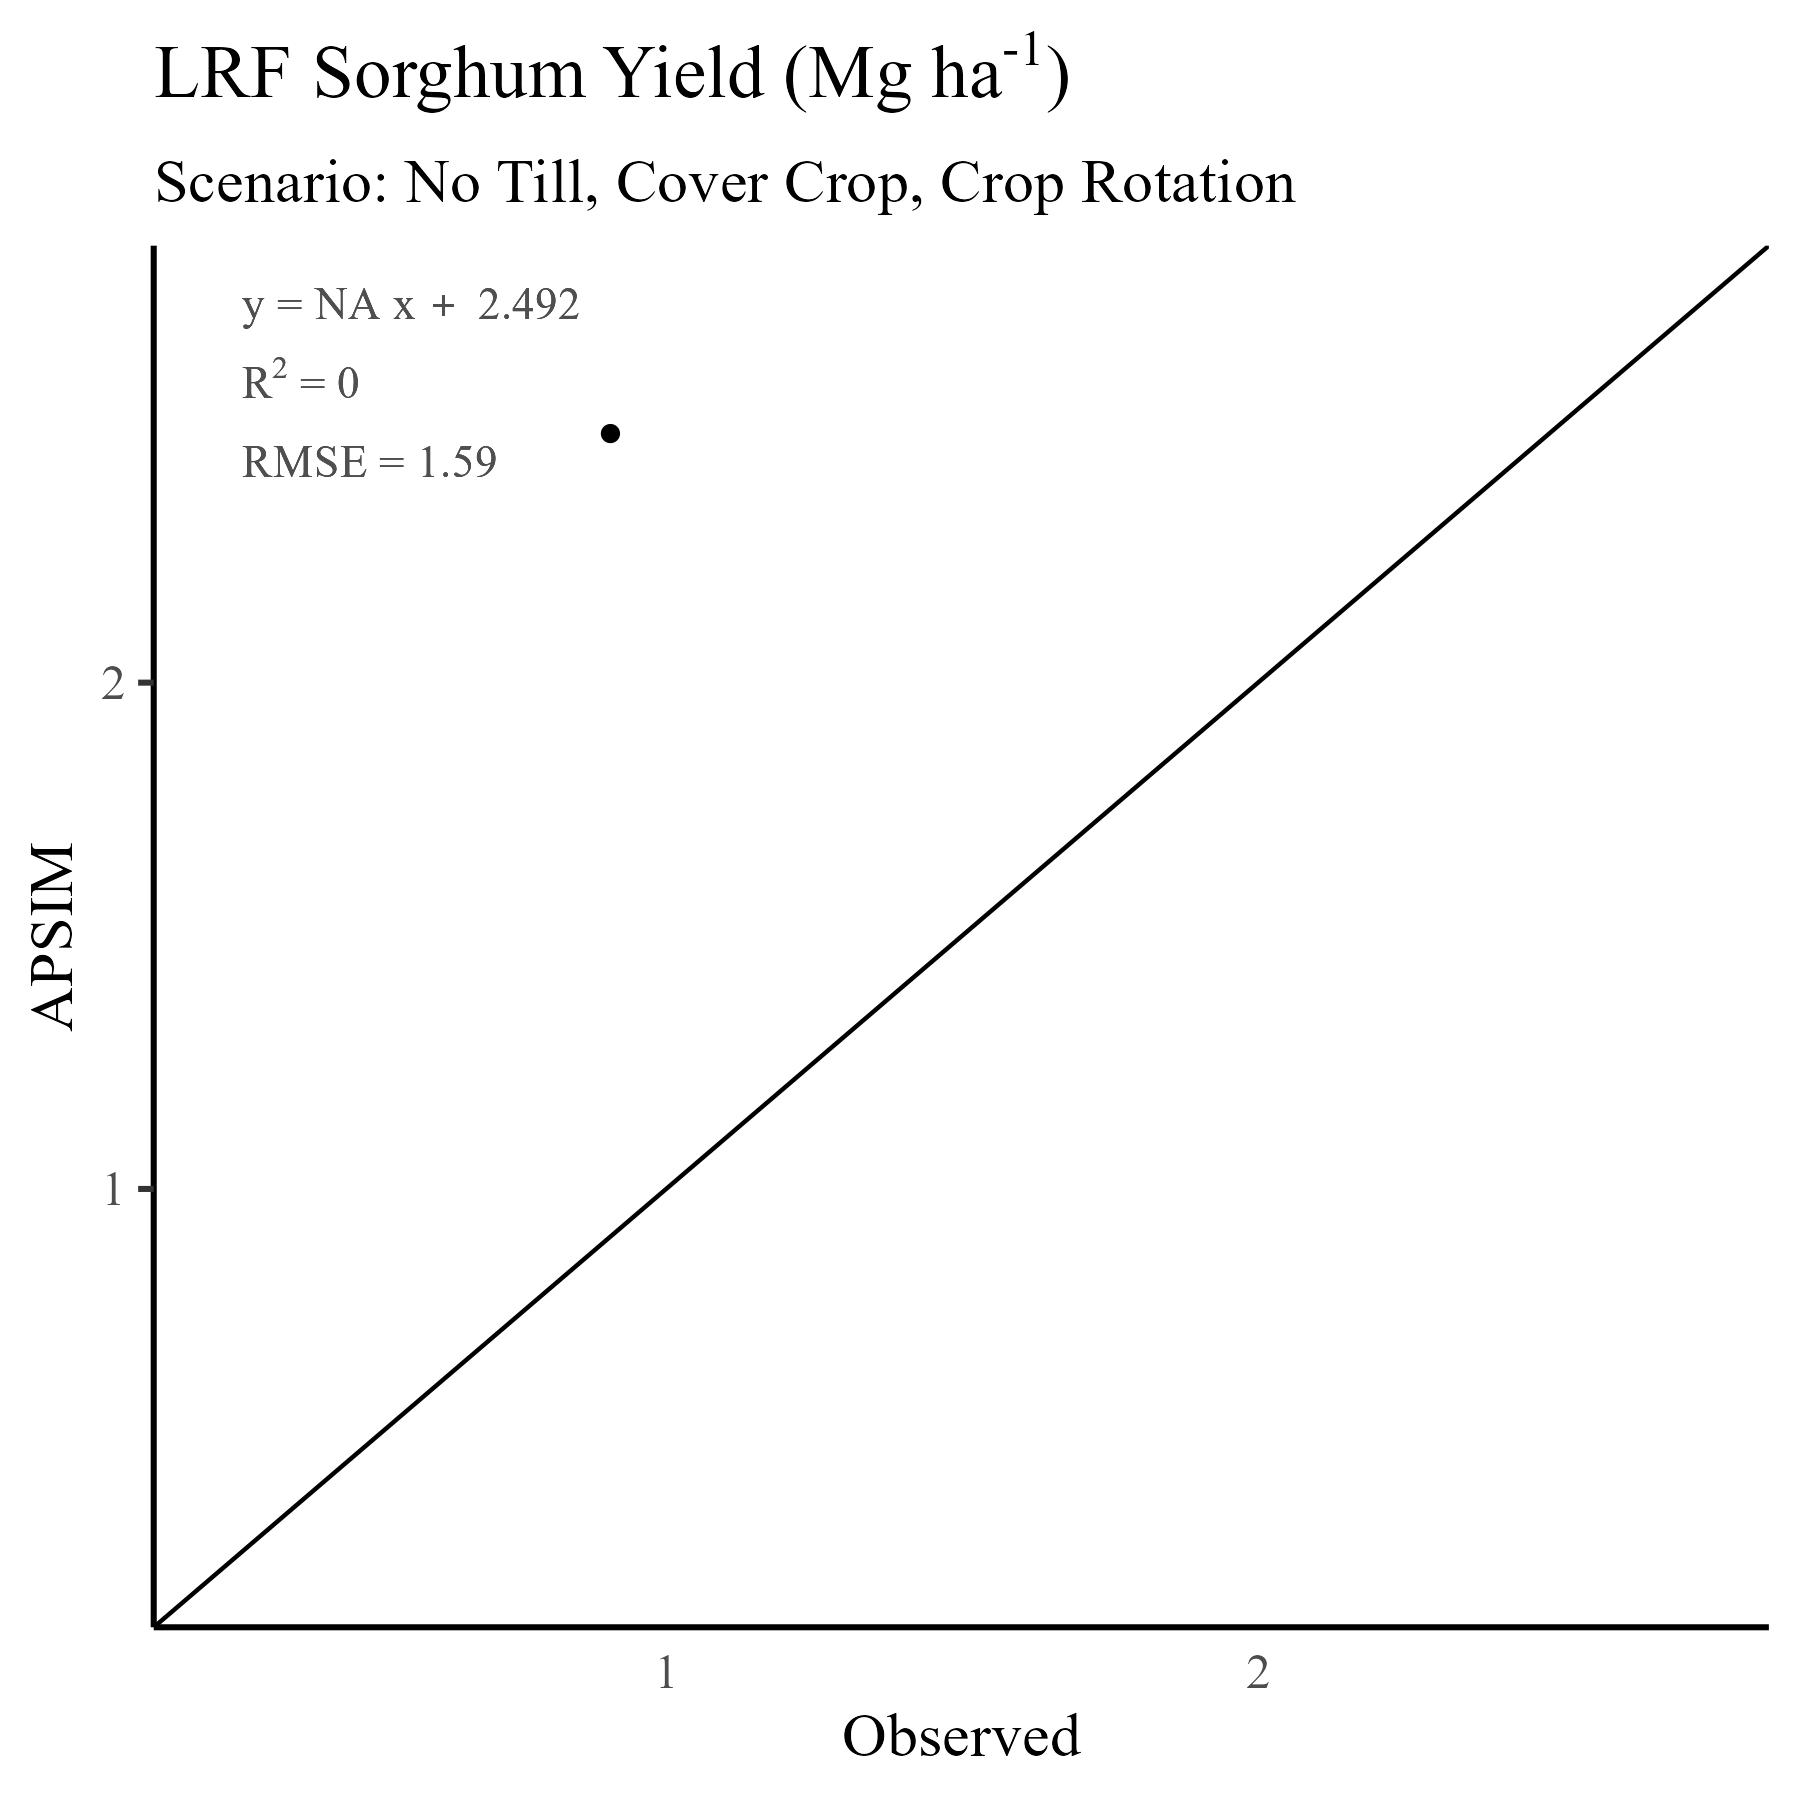 LRF Sorghum Yield (Mg ha⁻¹)
Scenario: No Till, Cover Crop, Crop Rotation
y = NA x + 2.492
R² = 0
RMSE = 1.59
2
1
APSIM
1 2
Observed